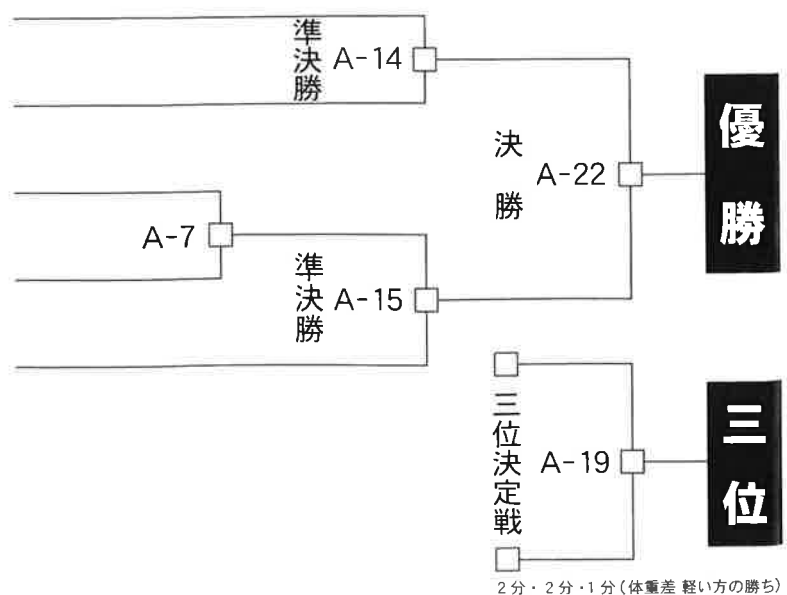 準決勝
A-14
決勝
A-22
優勝
A-7
準決勝
A-15
三位決定戦
A-19
三位
2分・2分・1分(体重差 軽い方の勝ち)